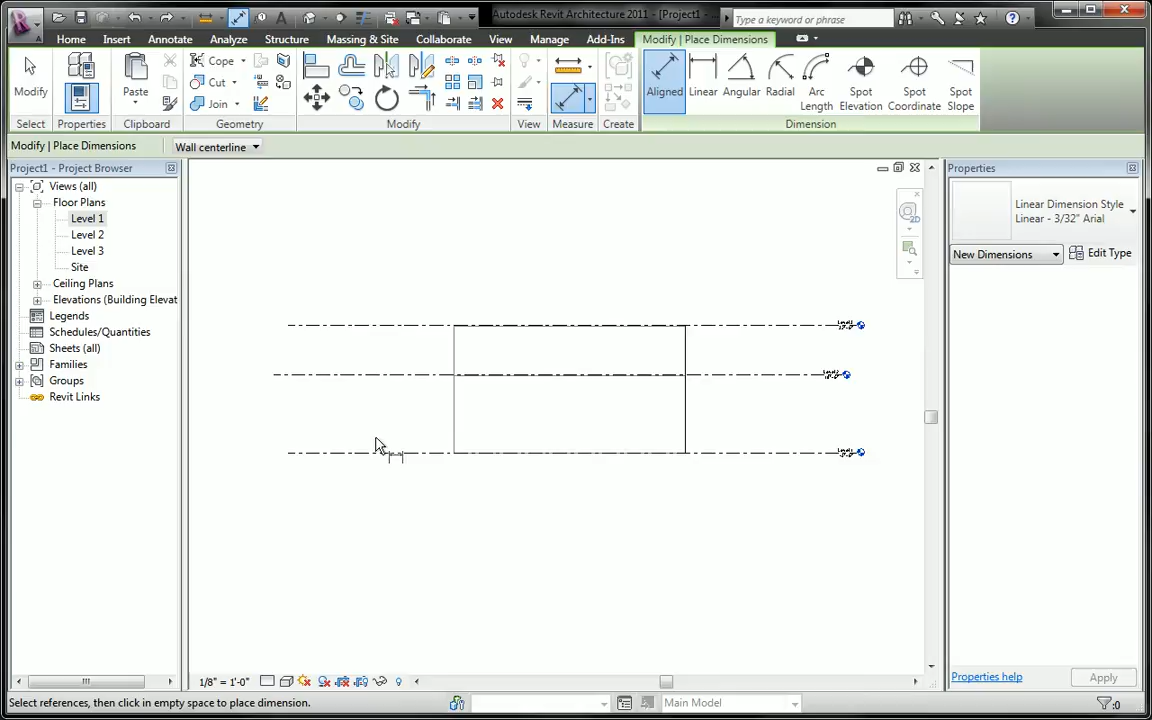 Autodesk Revit Architecture 2011 - [Project1 - ...
Type a keyword or phrase
Home Insert Annotate Analyze Structure Massing & Site Collaborate View Manage Add-Ins Modify | Place Dimensions
Modify Paste Cope Cut Join Aligned Linear Angular Radial Arc Length Spot Elevation Spot Coordinate Spot Slope
Select Properties Clipboard Geometry Modify View Measure Create Dimension
Modify | Place Dimensions Wall centerline
Project1 - Project Browser
Views (all)
Floor Plans
Level 1
Level 2
Level 3
Site
Ceiling Plans
Elevations (Building Elevat
Legends
Schedules/Quantities
Sheets (all)
Families
Groups
Revit Links
2D
Properties
Linear Dimension Style
Linear - 3/32" Arial
New Dimensions Edit Type
Properties help Apply
1/8" = 1'-0"
Select references, then click in empty space to place dimension. Main Model :0